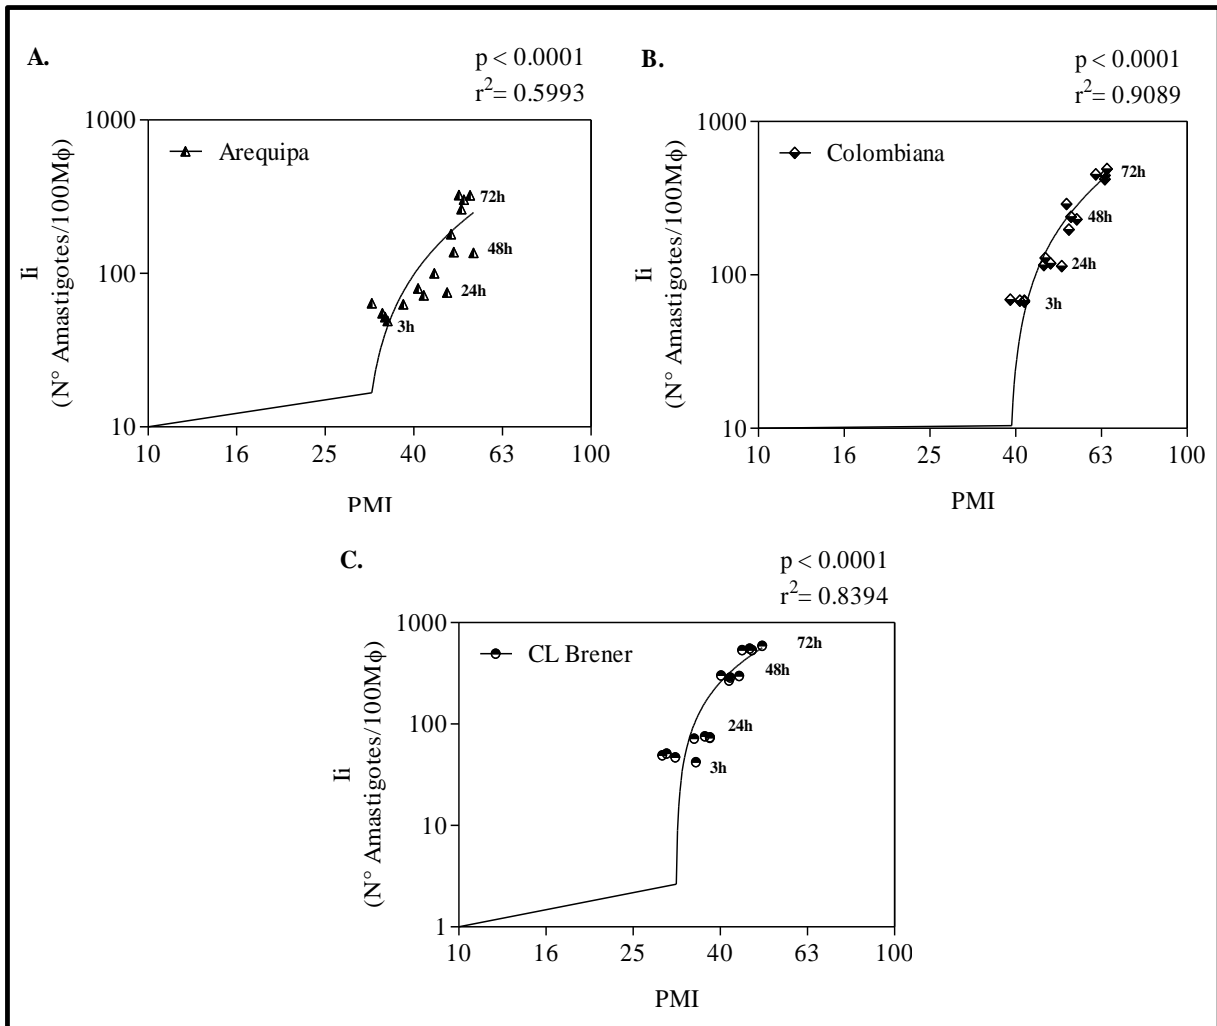 A.
p < 0.0001
r²= 0.5993
1000
100
10
Ii
(N° Amastigotes/100Mϕ)
Arequipa
72h
48h
24h
3h
10 16 25 40 63 100
PMI
B.
p < 0.0001
r²= 0.9089
1000
100
10
Ii
(N° Amastigotes/100Mϕ)
Colombiana
72h
48h
24h
3h
10 16 25 40 63 100
PMI
C.
p < 0.0001
r²= 0.8394
1000
100
10
1
Ii
(N° Amastigotes/100Mϕ)
CL Brener
72h
48h
24h
3h
10 16 25 40 63 100
PMI